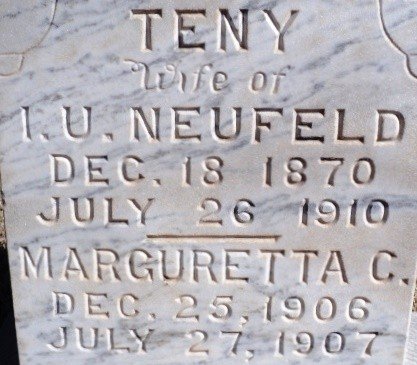 TENY
Wife of
I. U. NEUFELD
DEC. 18 1870
JULY 26 1910
MARGURETTA C.
DEC. 25, 1906
JULY 27, 1907